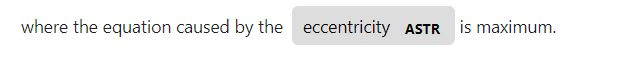 where the equation caused by the eccentricity ASTR is maximum.